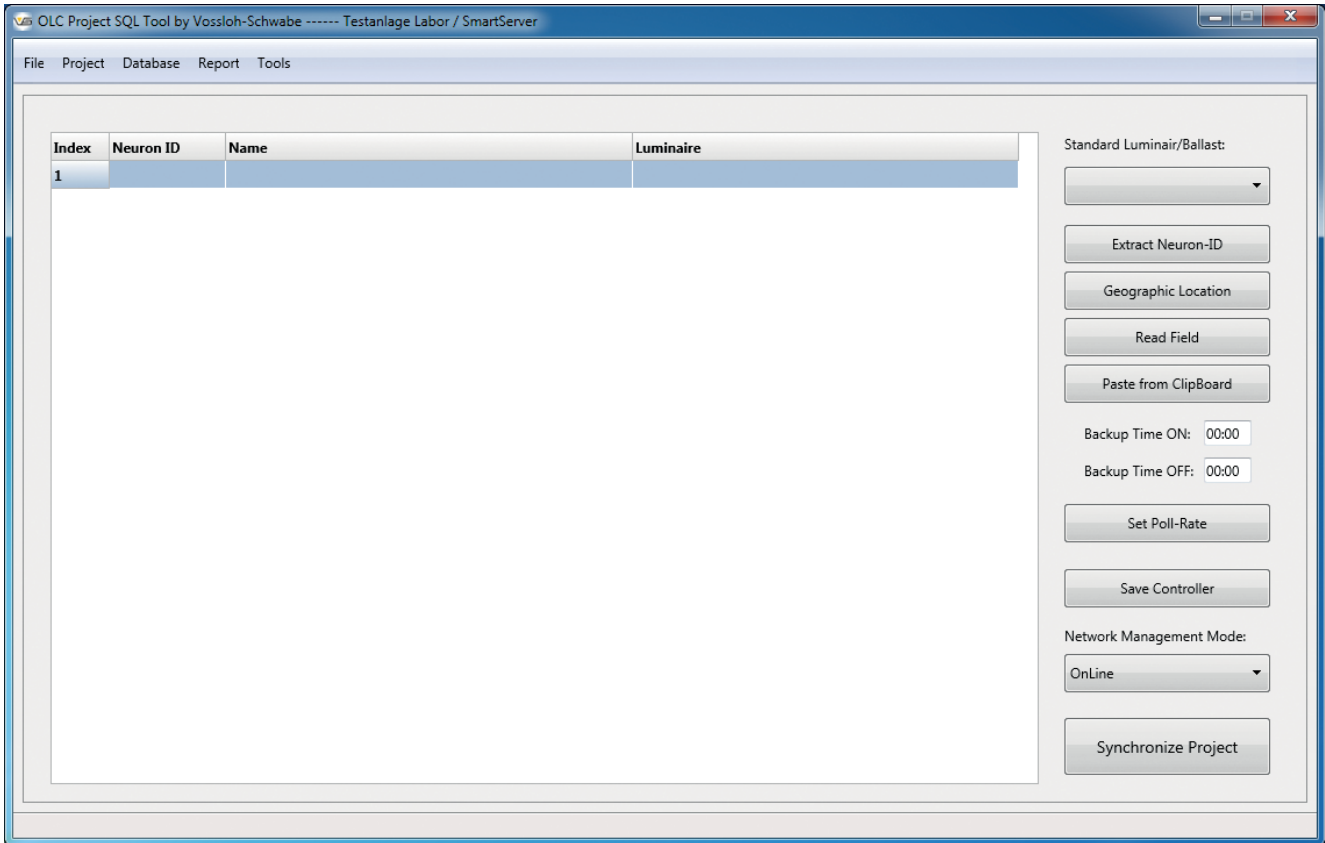 VS OLC Project SQL Tool by Vossloh-Schwabe ------ Testanlage Labor / SmartServer
File Project Database Report Tools
Index Neuron ID Name Luminaire
1
Standard Luminair/Ballast:
Extract Neuron-ID
Geographic Location
Read Field
Paste from ClipBoard
Backup Time ON: 00:00
Backup Time OFF: 00:00
Set Poll-Rate
Save Controller
Network Management Mode:
OnLine
Synchronize Project